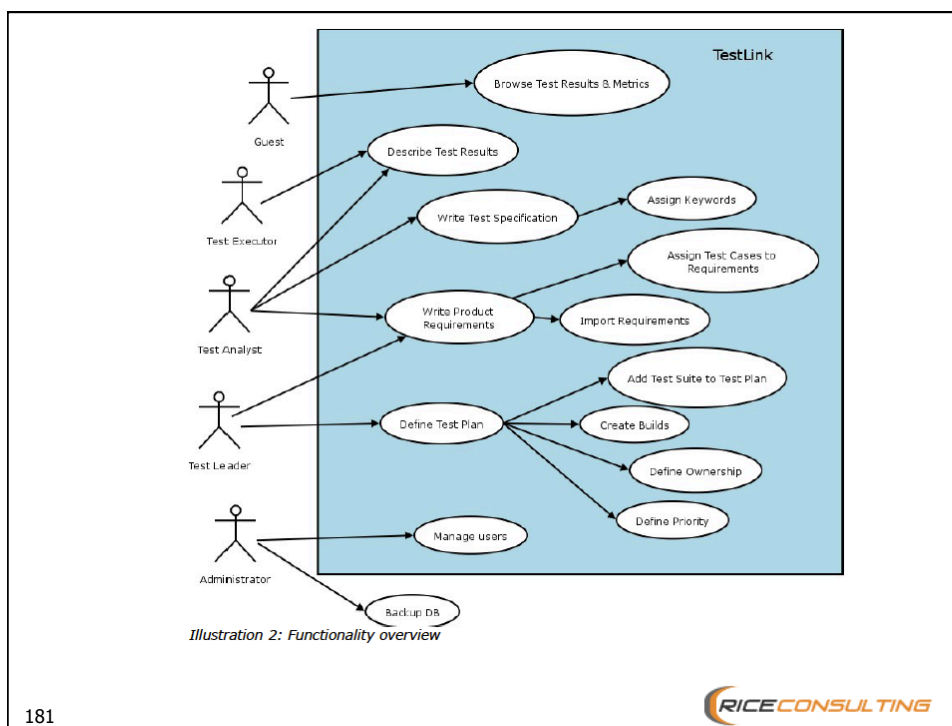 TestLink
Browse Test Results & Metrics
Guest
Describe Test Results
Test Executor
Write Test Specification
Assign Keywords
Assign Test Cases to
Requirements
Test Analyst
Write Product
Requirements
Import Requirements
Add Test Suite to Test Plan
Test Leader
Define Test Plan
Create Builds
Define Ownership
Define Priority
Administrator
Manage users
Backup DB
Illustration 2: Functionality overview
181
RICECONSULTING